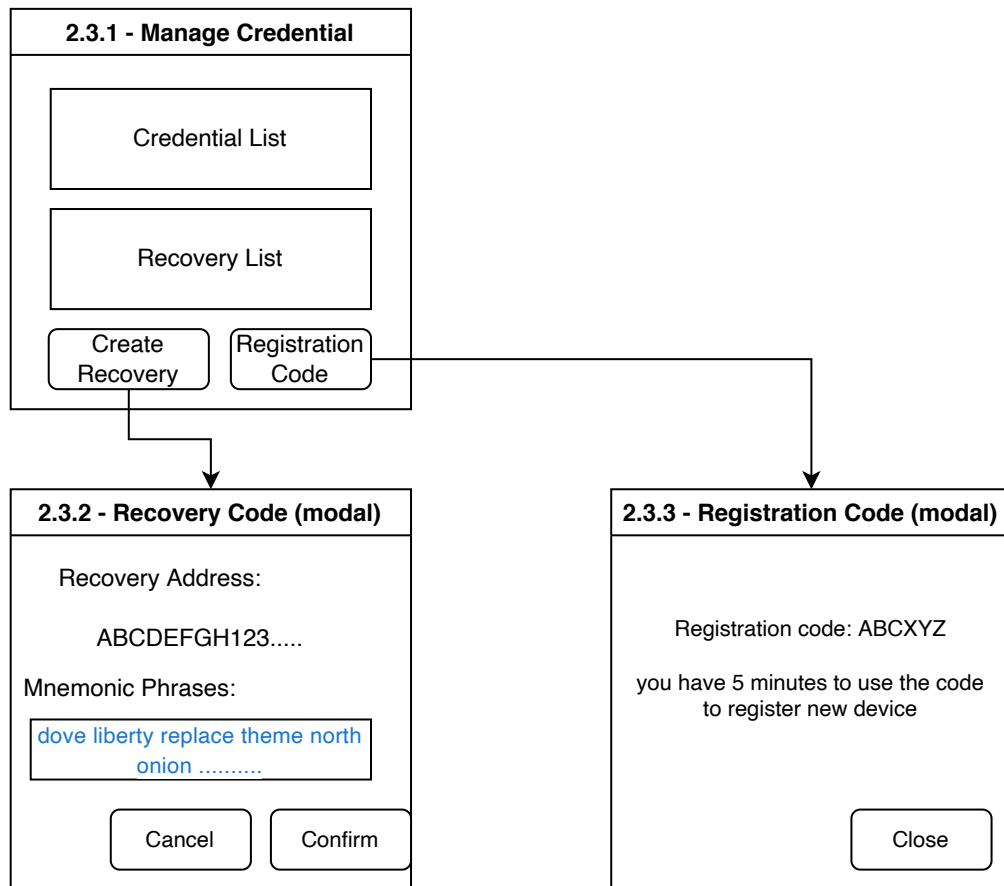 2.3.1 - Manage Credential
Credential List
Recovery List
Create
Recovery
Registration
Code
2.3.2 - Recovery Code (modal)
Recovery Address:
ABCDEFGH123.....
Mnemonic Phrases:
dove liberty replace theme north
onion ..........
Cancel
Confirm
2.3.3 - Registration Code (modal)
Registration code: ABCXYZ
you have 5 minutes to use the code
to register new device
Close